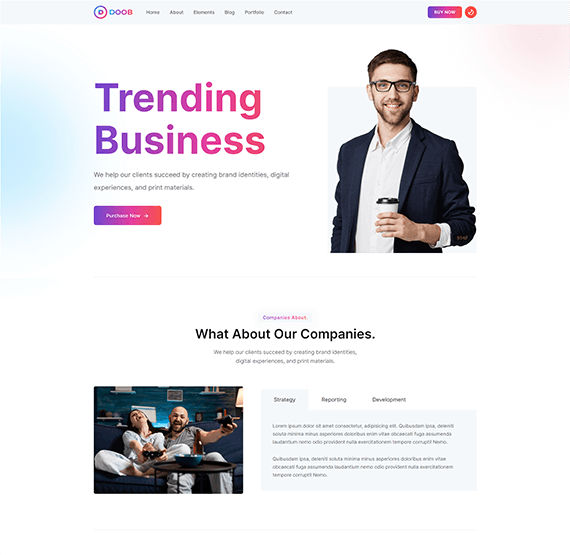 DOOB
Home About Elements Blog Portfolio Contact
BUY NOW
Trending
Business
We help our clients succeed by creating brand identities, digital
experiences, and print materials.
Purchase Now →
Companies About.
What About Our Companies.
We help our clients succeed by creating brand identities,
digital experiences, and print materials.
Strategy Reporting Development
Lorem ipsum dolor sit amet consectetur, adipisicing elit. Quibusdam Ipsa,
soluta minima minus asperiores doloribus enim vitae obcaecati fuga assumenda
laudantium nemo odio provident nulla exercitationem tempore corrupti! Nemo.
Quibusdam Ipsa, deleniti soluta minima minus asperiores doloribus enim vitae
obcaecati fuga assumenda laudantium nemo odio provident nulla exercitationem
tempore corrupti! Nemo.